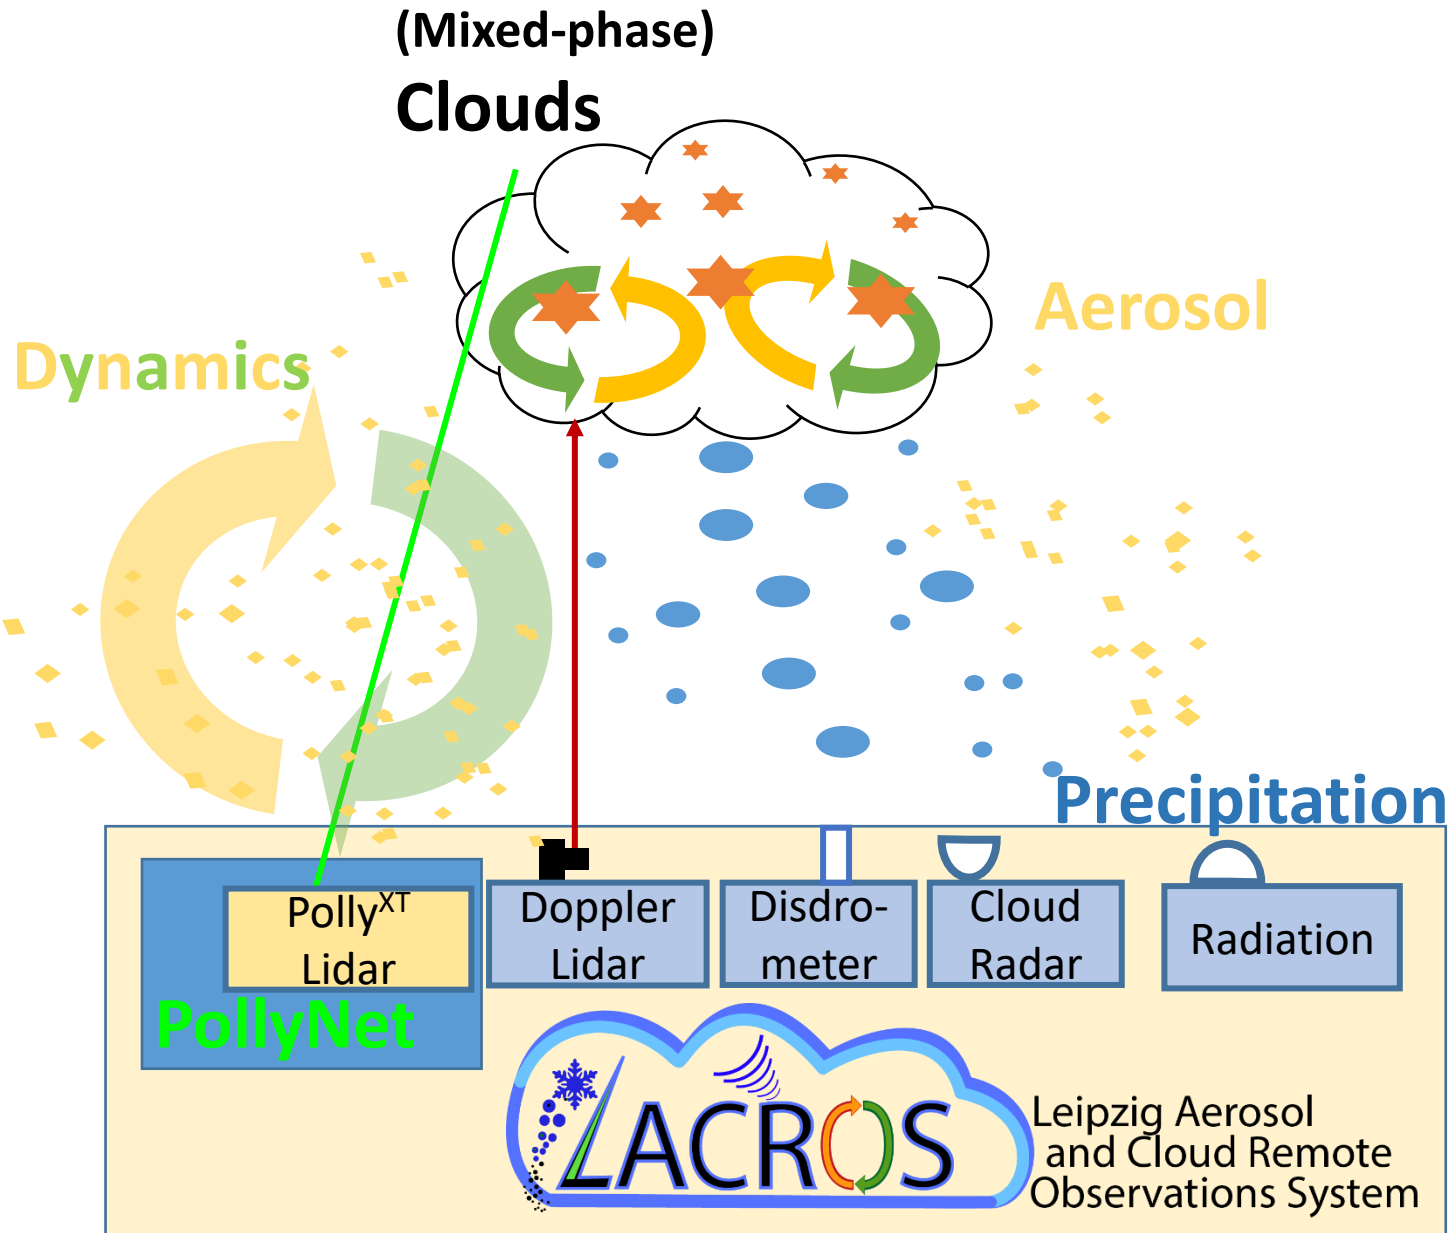 (Mixed-phase)
Clouds
Aerosol
Dynamics
Precipitation
Polly^XT
Lidar
PollyNet
Doppler
Lidar
Disdro-
meter
Cloud
Radar
Radiation
LACROS
Leipzig Aerosol
and Cloud Remote
Observations System